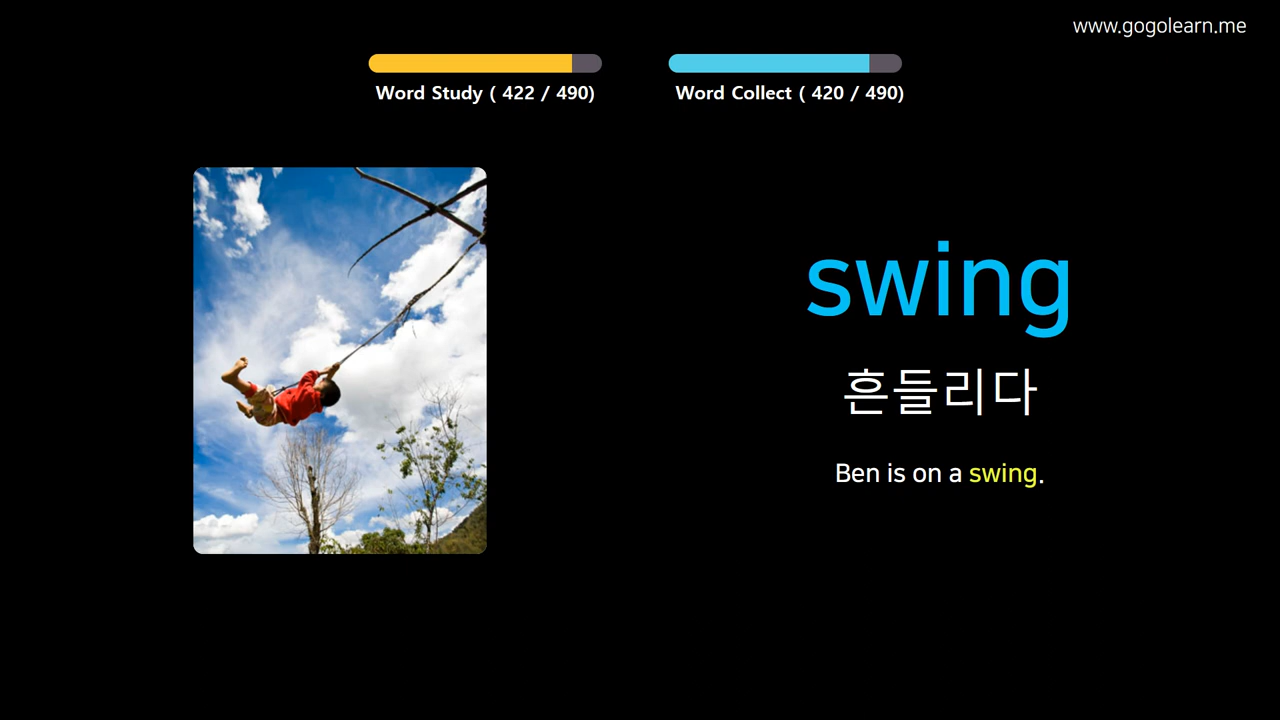 www.gogolearn.me
Word Study ( 422 / 490)
Word Collect ( 420 / 490)
swing
흔들리다
Ben is on a swing.